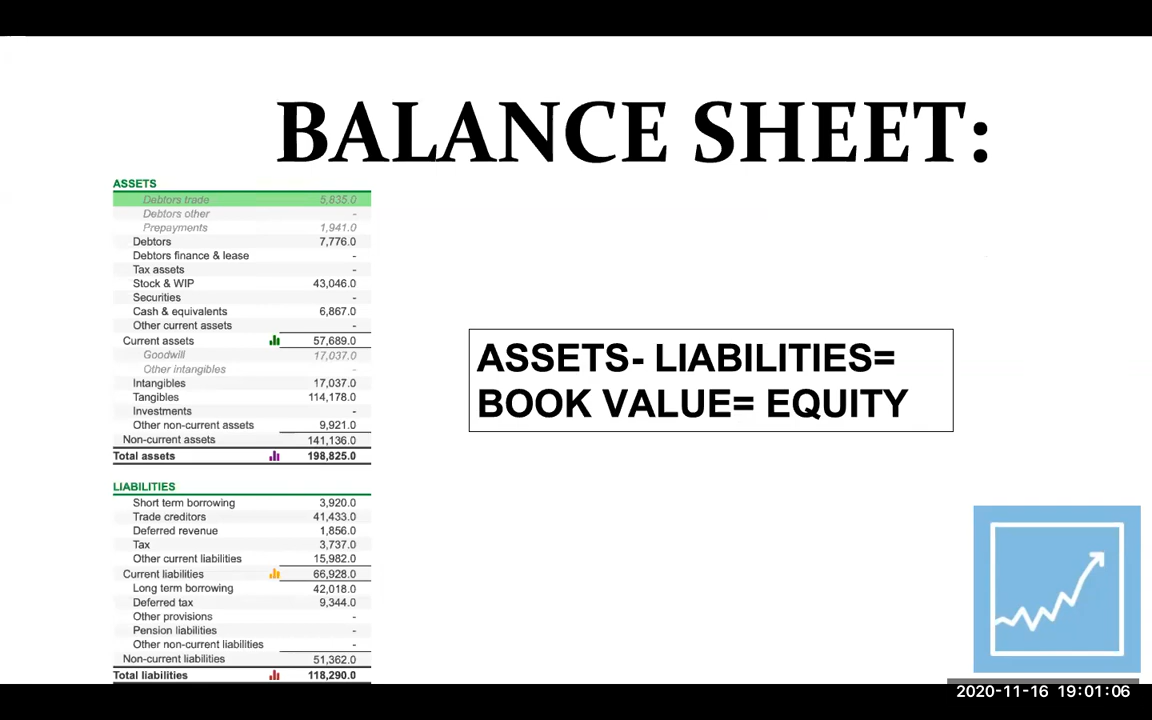 BALANCE SHEET:
ASSETS
Debtors trade 5,835.0
Debtors other -
Prepayments 1,941.0
Debtors 7,776.0
Debtors finance & lease -
Tax assets -
Stock & WIP 43,046.0
Securities -
Cash & equivalents 6,867.0
Other current assets -
Current assets 57,689.0
Goodwill 17,037.0
Other intangibles -
Intangibles 17,037.0
Tangibles 114,178.0
Investments -
Other non-current assets 9,921.0
Non-current assets 141,136.0
Total assets 198,825.0
LIABILITIES
Short term borrowing 3,920.0
Trade creditors 41,433.0
Deferred revenue 1,856.0
Tax 3,737.0
Other current liabilities 15,982.0
Current liabilities 66,928.0
Long term borrowing 42,018.0
Deferred tax 9,344.0
Other provisions -
Pension liabilities -
Other non-current liabilities -
Non-current liabilities 51,362.0
Total liabilities 118,290.0
ASSETS- LIABILITIES=
BOOK VALUE= EQUITY
2020-11-16 19:01:06